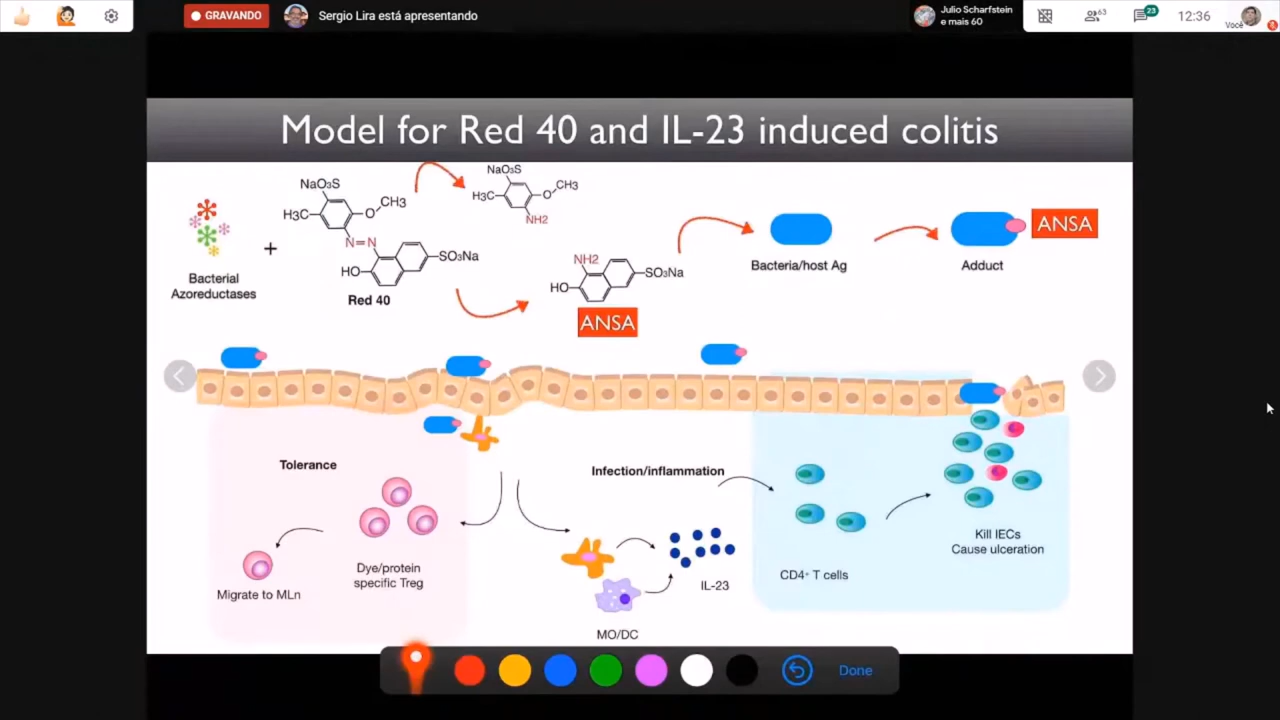 GRAVANDO
Sergio Lira está apresentando
Julio Scharfstein
e mais 60
63
23
12:36
Você
Model for Red 40 and IL-23 induced colitis
NaO₃S
H₃C
O
CH₃
N=N
HO
SO₃Na
Red 40
Bacterial
Azoreductases
+
NaO₃S
H₃C
O
CH₃
NH2
NH2
HO
SO₃Na
ANSA
Bacteria/host Ag
ANSA
Adduct
Tolerance
Dye/protein
specific Treg
Migrate to MLn
Infection/inflammation
IL-23
MO/DC
CD4⁺ T cells
Kill IECs
Cause ulceration
Done